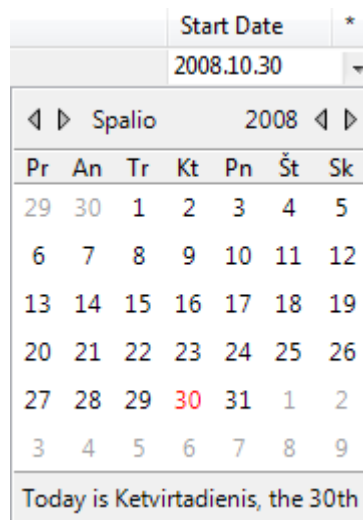 Start Date *
2008.10.30
Spalio 2008
Pr An Tr Kt Pn Št Sk
29 30 1 2 3 4 5
6 7 8 9 10 11 12
13 14 15 16 17 18 19
20 21 22 23 24 25 26
27 28 29 30 31 1 2
3 4 5 6 7 8 9
Today is Ketvirtadienis, the 30th